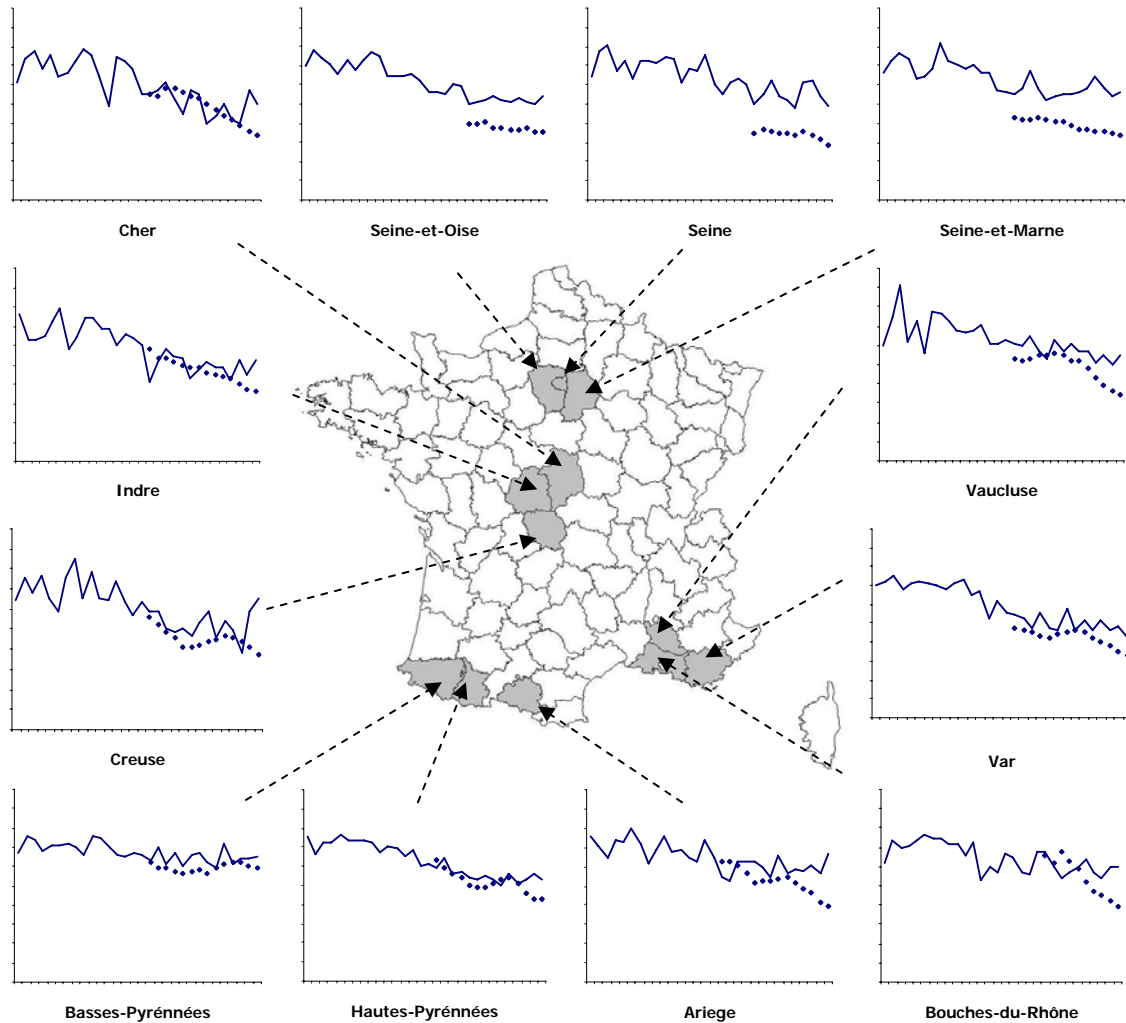 Cher
Seine-et-Oise
Seine
Seine-et-Marne
Indre
Vaucluse
Creuse
Var
Basses-Pyrénnées
Hautes-Pyrénnées
Ariege
Bouches-du-Rhône